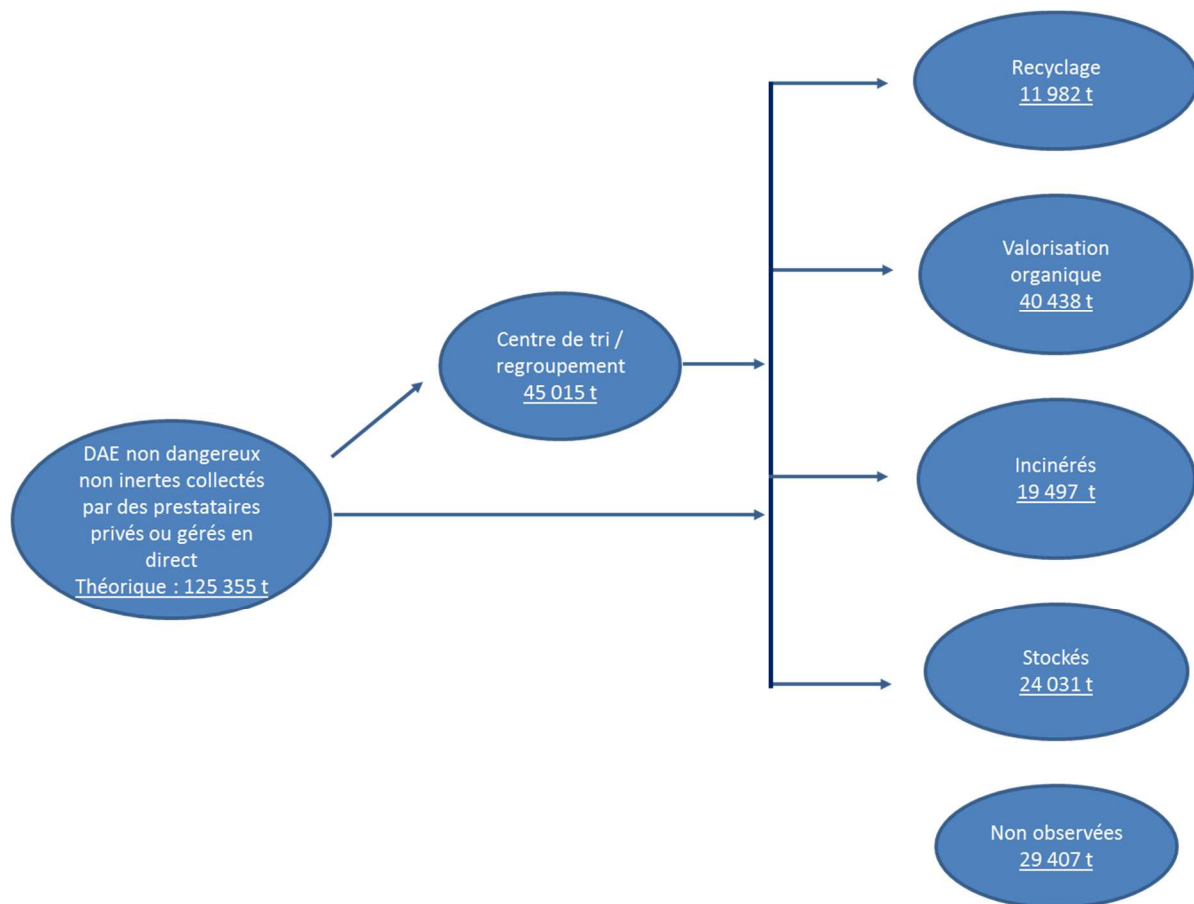 Recyclage
11 982 t
Valorisation
organique
40 438 t
Centre de tri /
regroupement
45 015 t
DAE non dangereux
non inertes collectés
par des prestataires
privés ou gérés en
direct
Théorique : 125 355 t
Incinérés
19 497 t
Stockés
24 031 t
Non observées
29 407 t